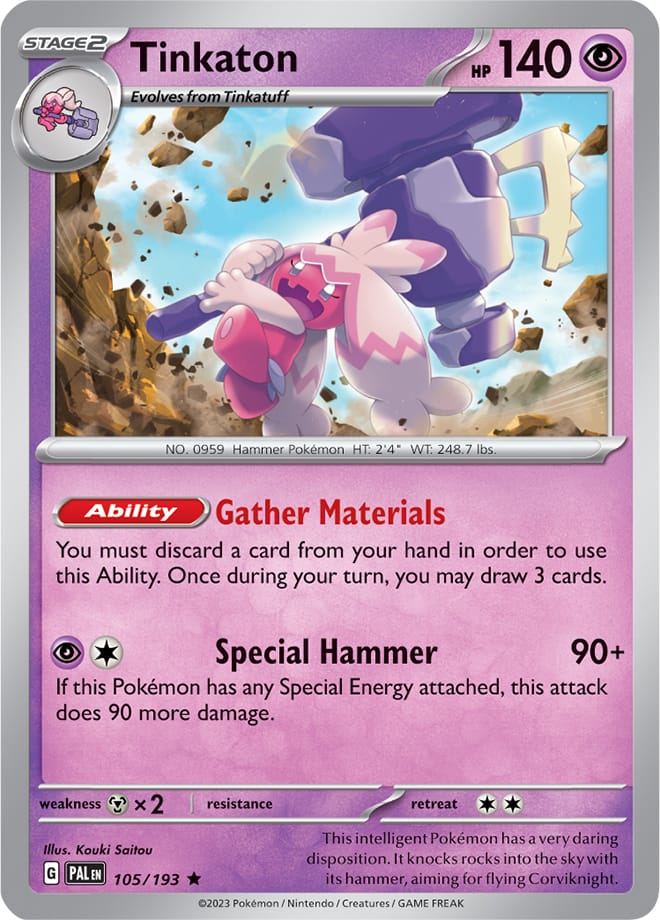 STAGE2
Tinkaton
HP 140
Evolves from Tinkatuff
NO. 0959 Hammer Pokémon HT: 2'4" WT: 248.7 lbs.
Ability Gather Materials
You must discard a card from your hand in order to use
this Ability. Once during your turn, you may draw 3 cards.
Special Hammer 90+
If this Pokémon has any Special Energy attached, this attack
does 90 more damage.
weakness ×2 resistance retreat
Illus. Kouki Saitou
This intelligent Pokémon has a very daring
disposition. It knocks rocks into the sky with
its hammer, aiming for flying Corviknight.
G PAL EN 105/193
©2023 Pokémon / Nintendo / Creatures / GAME FREAK